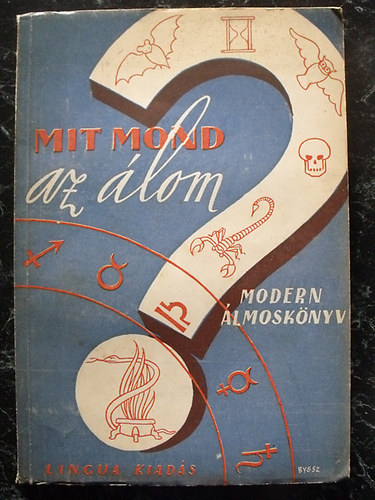 MIT MOND
az álom
MODERN
ÁLMOSKÖNYV
LINGUA KIADÁS